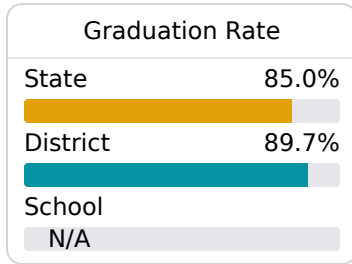 Graduation Rate
State 85.0%
District 89.7%
School
N/A